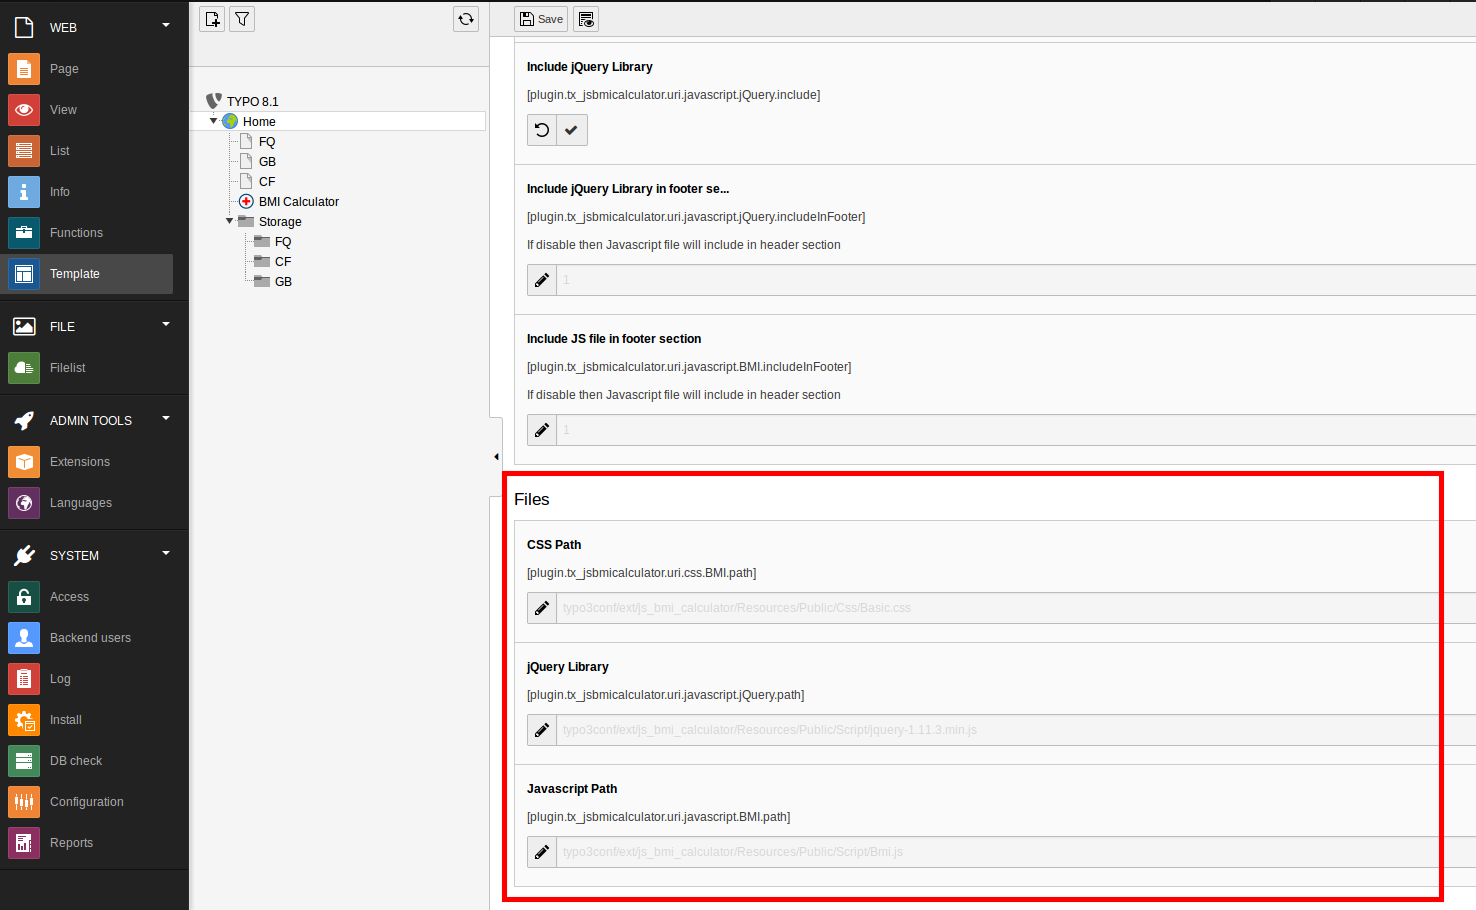 WEB
Page
View
List
Info
Functions
Template
FILE
Filelist
ADMIN TOOLS
Extensions
Languages
SYSTEM
Access
Backend users
Log
Install
DB check
Configuration
Reports
TYPO 8.1
Home
FQ
GB
CF
BMI Calculator
Storage
FQ
CF
GB
Save
Include jQuery Library
[plugin.tx_jsbmicalculator.uri.javascript.jQuery.include]
Include jQuery Library in footer se...
[plugin.tx_jsbmicalculator.uri.javascript.jQuery.includeInFooter]
If disable then Javascript file will include in header section
1
Include JS file in footer section
[plugin.tx_jsbmicalculator.uri.javascript.BMI.includeInFooter]
If disable then Javascript file will include in header section
1
Files
CSS Path
[plugin.tx_jsbmicalculator.uri.css.BMI.path]
typo3conf/ext/js_bmi_calculator/Resources/Public/Css/Basic.css
jQuery Library
[plugin.tx_jsbmicalculator.uri.javascript.jQuery.path]
typo3conf/ext/js_bmi_calculator/Resources/Public/Script/jquery-1.11.3.min.js
Javascript Path
[plugin.tx_jsbmicalculator.uri.javascript.BMI.path]
typo3conf/ext/js_bmi_calculator/Resources/Public/Script/Bmi.js